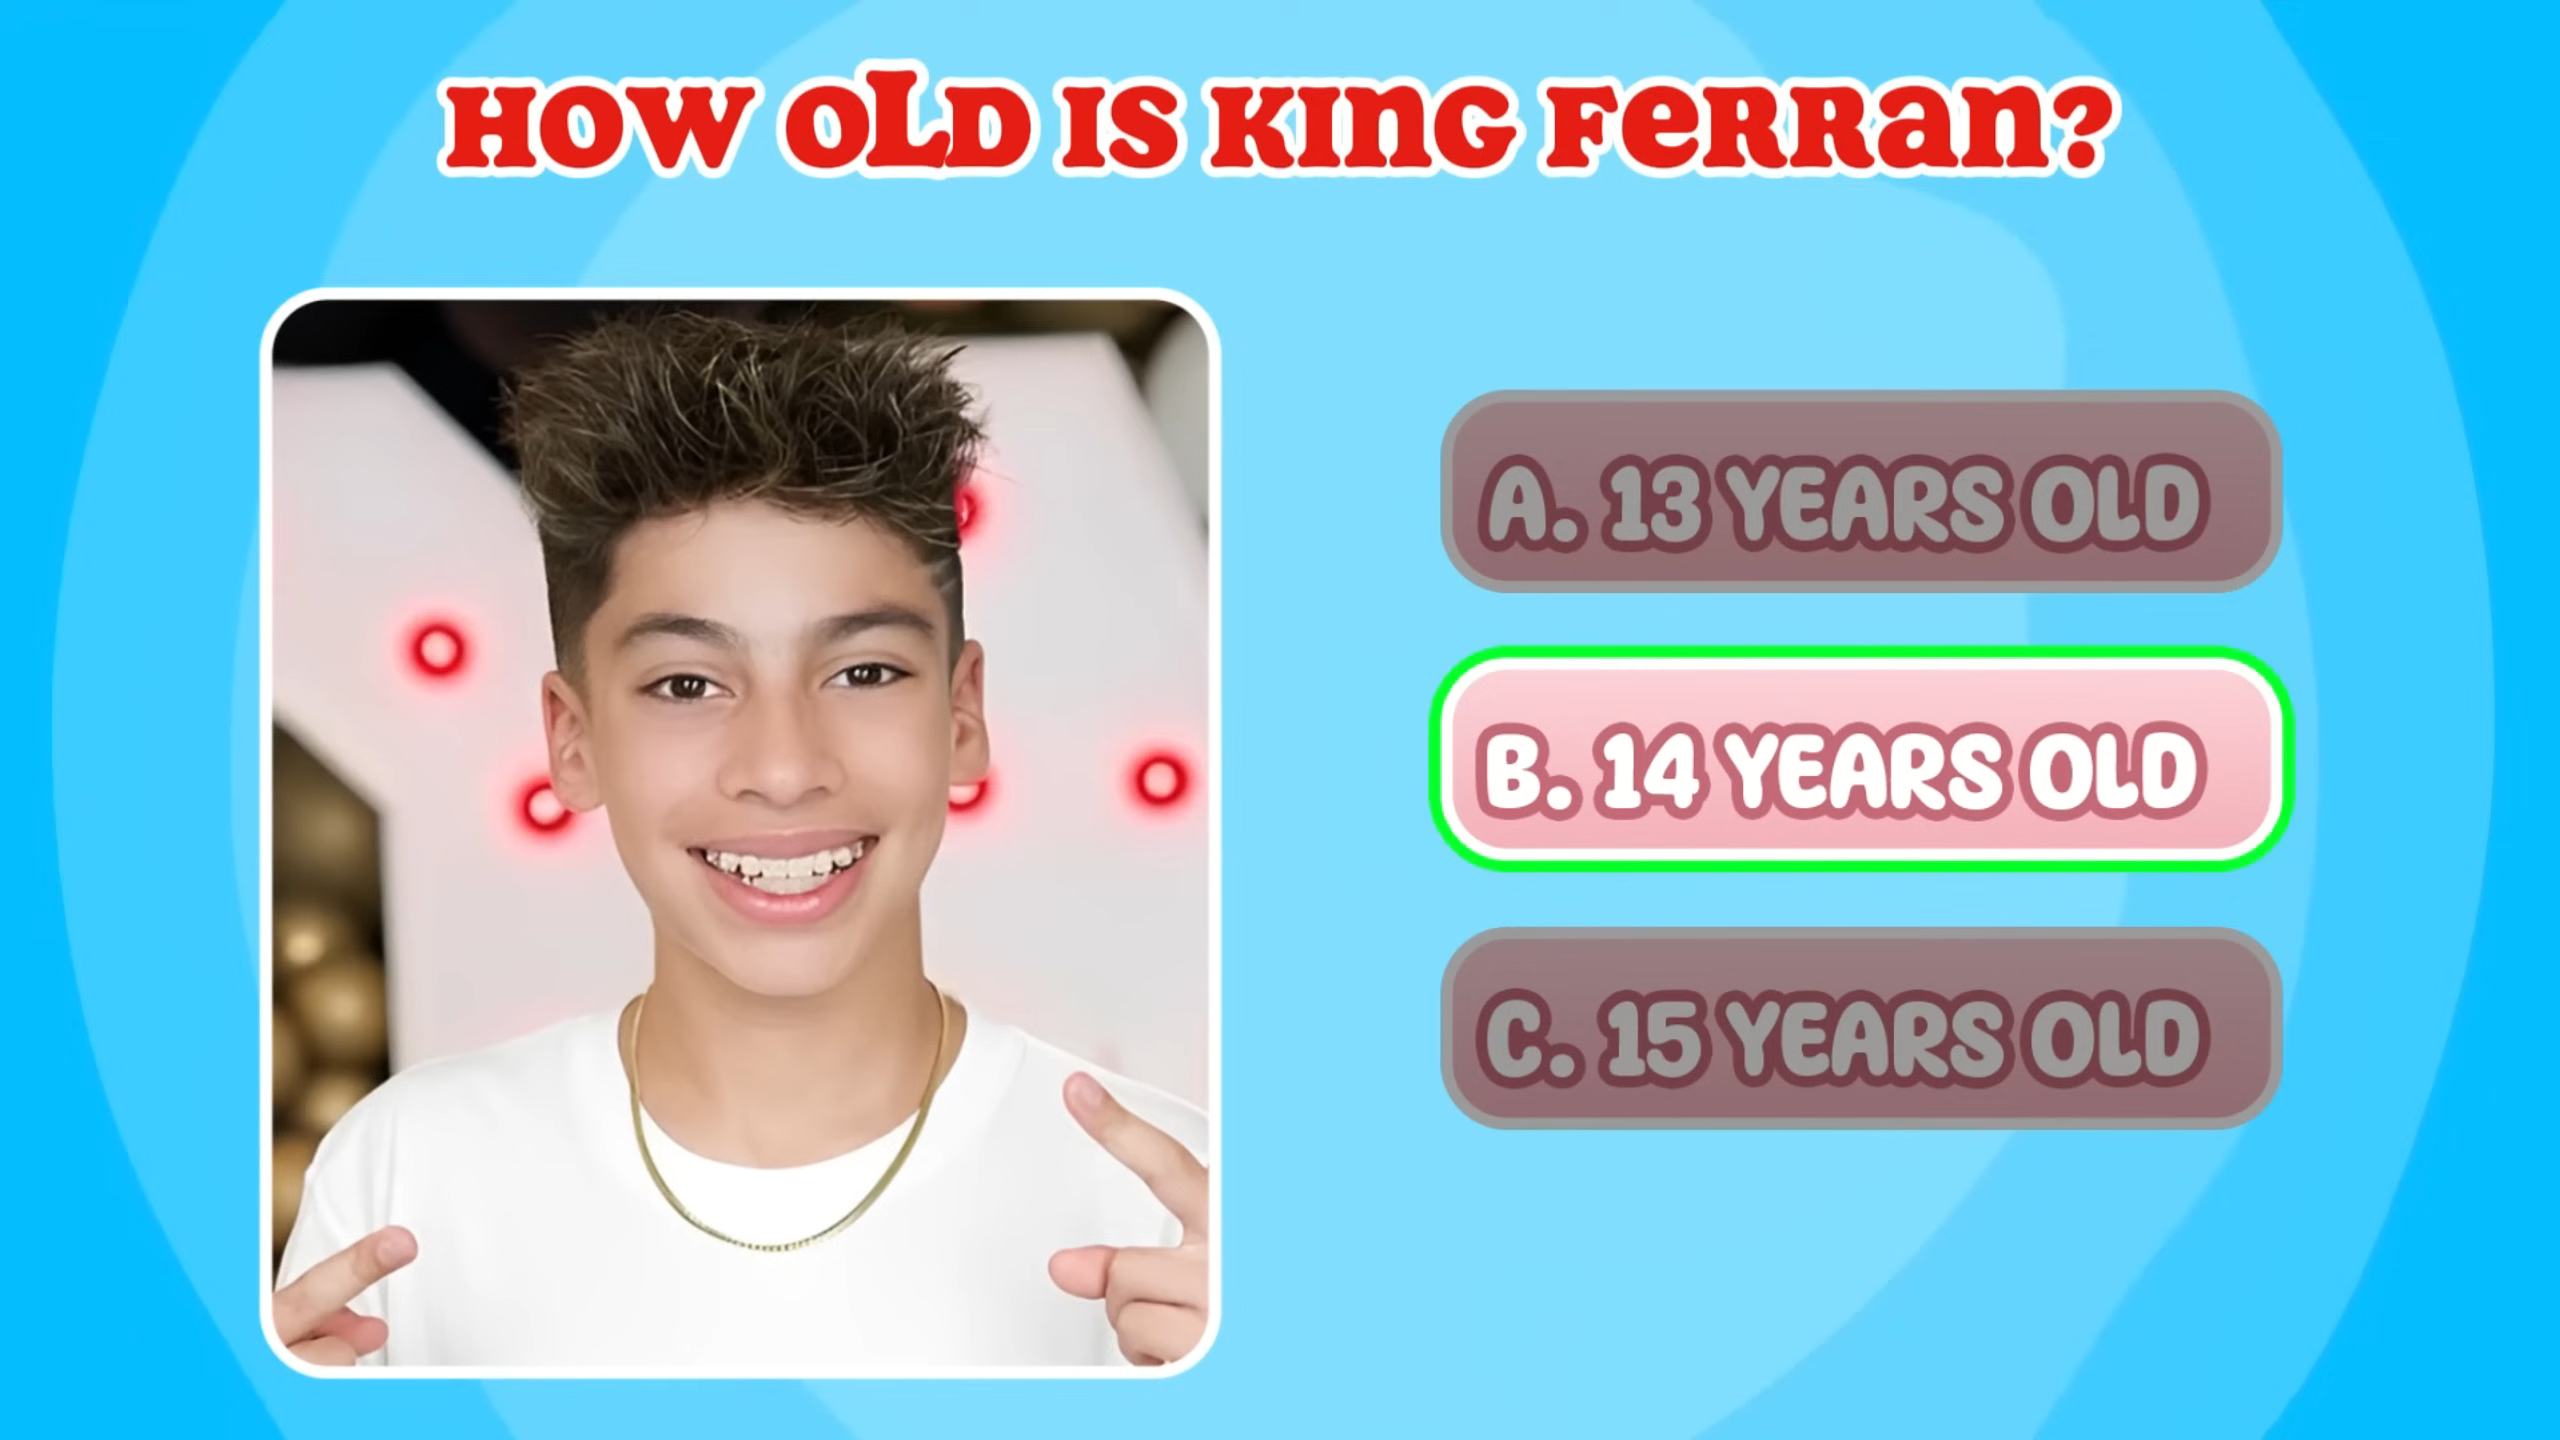 HOW OLD IS KING FERRAN?
A. 13 YEARS OLD
B. 14 YEARS OLD
C. 15 YEARS OLD